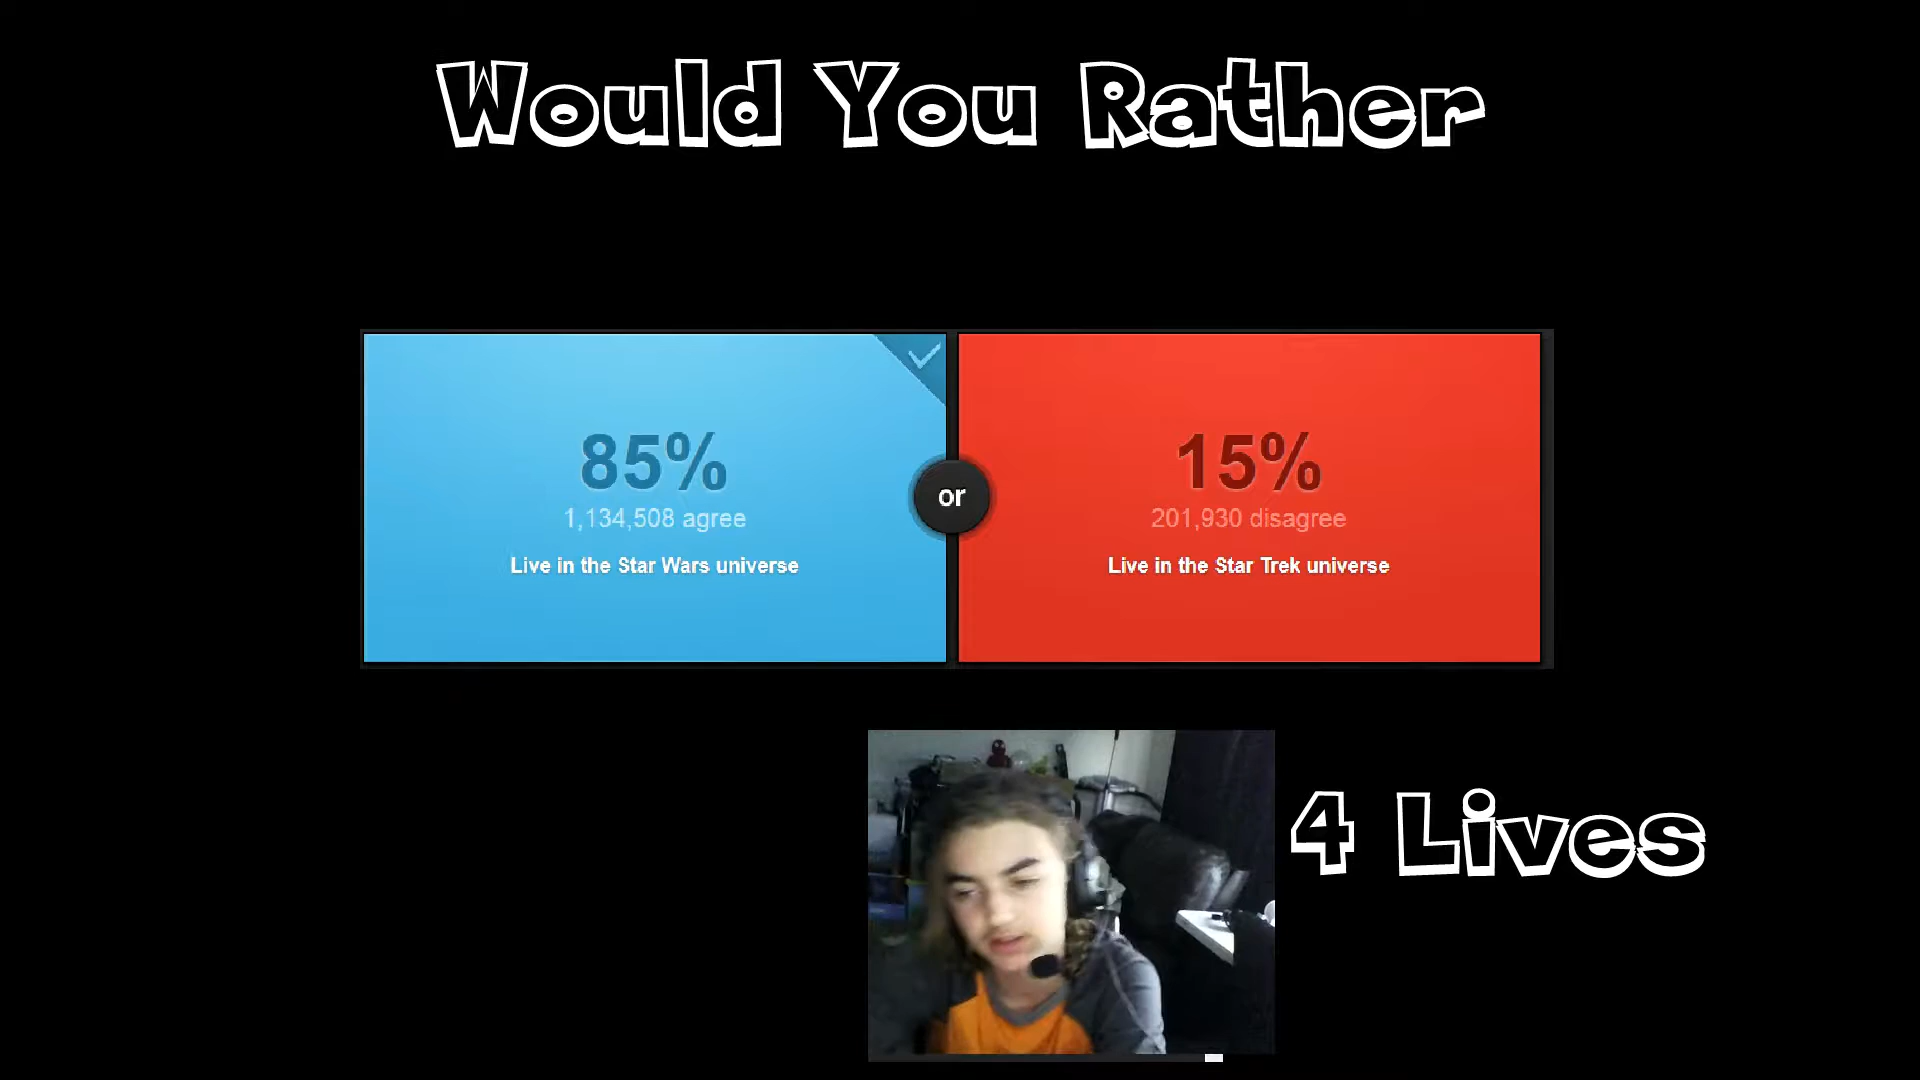 Would You Rather
85%
1,134,508 agree
Live in the Star Wars universe
or
15%
201,930 disagree
Live in the Star Trek universe
4 Lives